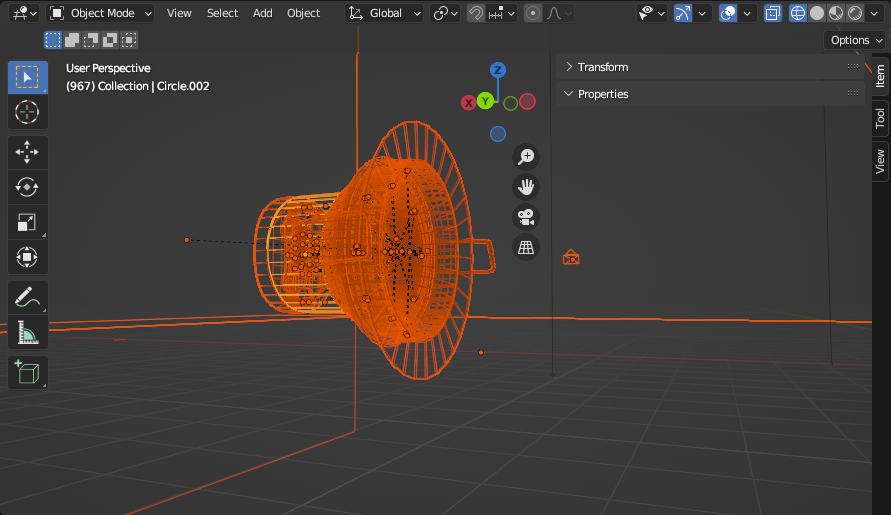 Object Mode View Select Add Object Global
Options
User Perspective
(967) Collection | Circle.002
Transform
Properties
Z
X
Y
Item
Tool
View